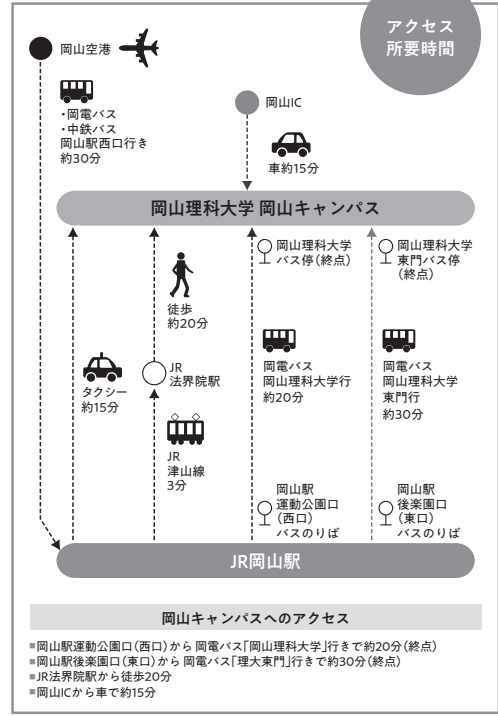 アクセス
所要時間
岡山空港
・岡電バス
・中鉄バス
岡山駅西口行き
約30分
岡山IC
車約15分
岡山理科大学 岡山キャンパス
タクシー
約15分
徒歩
約20分
JR
法界院駅
JR
津山線
3分
岡山理科大学
バス停(終点)
岡電バス
岡山理科大学行
約20分
岡山駅
運動公園口
(西口)
バスのりば
岡山理科大学
東門バス停
(終点)
岡電バス
岡山理科大学
東門行
約30分
岡山駅
後楽園口
(東口)
バスのりば
JR岡山駅
岡山キャンパスへのアクセス
■岡山駅運動公園口(西口)から 岡電バス「岡山理科大学」行きで約20分(終点)
■岡山駅後楽園口(東口)から 岡電バス「理大東門」行きで約30分(終点)
■JR法界院駅から徒歩20分
■岡山ICから車で約15分